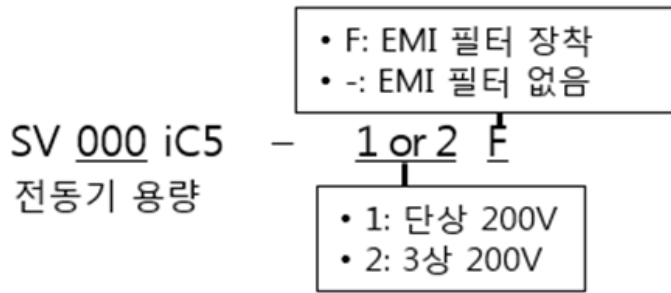 • F: EMI 필터 장착
• -: EMI 필터 없음
SV 000 iC5 – 1 or 2 F
전동기 용량
• 1: 단상 200V
• 2: 3상 200V